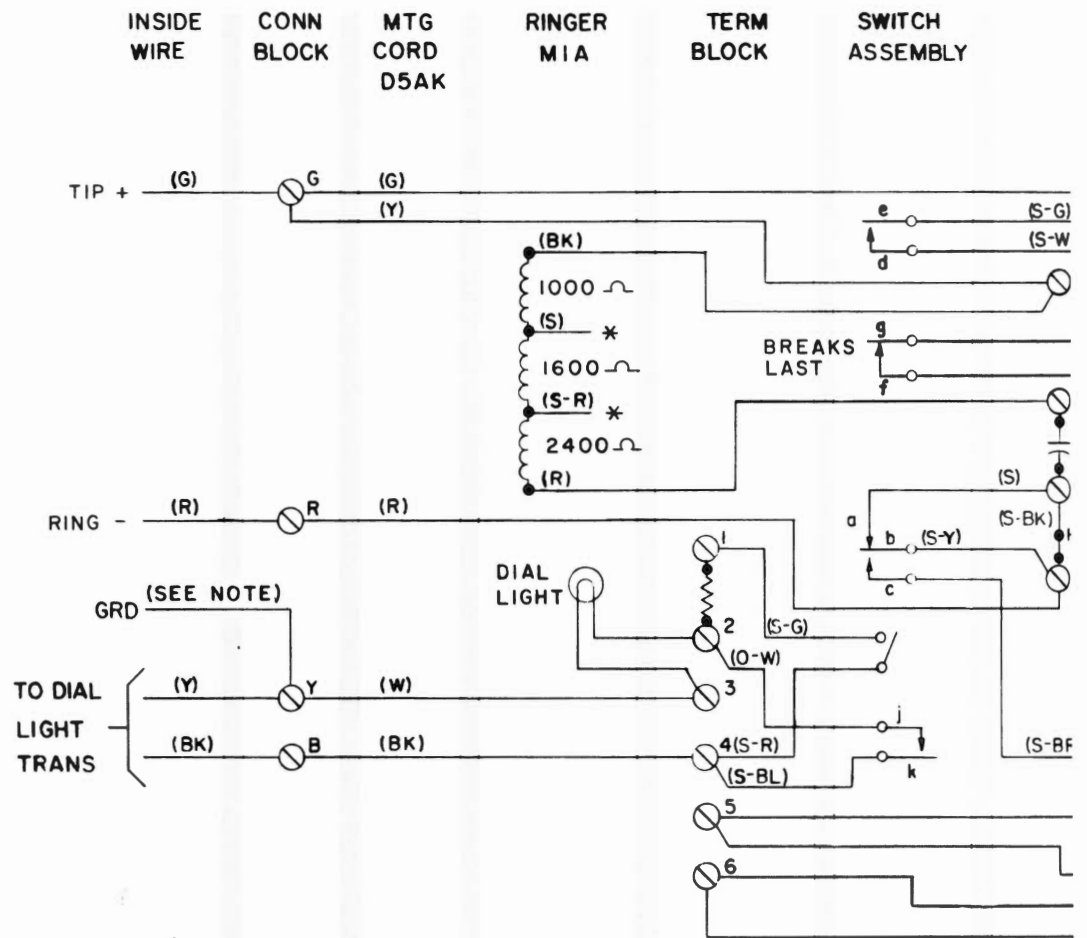 INSIDE WIRE
CONN BLOCK
MTG CORD D5AK
RINGER M1A
TERM BLOCK
SWITCH ASSEMBLY
TIP + (G) G (G)
(Y)
e (S-G)
d (S-W
(BK)
1000 Ω
(S) *
1600 Ω
(S-R) *
2400 Ω
(R)
g
BREAKS LAST
f
(S)
a
(S-BK)
b (S-Y)
c
RING - (R) R (R)
1
DIAL LIGHT
2 (S-G)
(O-W)
GRD (SEE NOTE)
3
TO DIAL LIGHT TRANS
(Y) Y (W)
(BK) B (BK)
4 (S-R)
(S-BL)
j
k
5
6